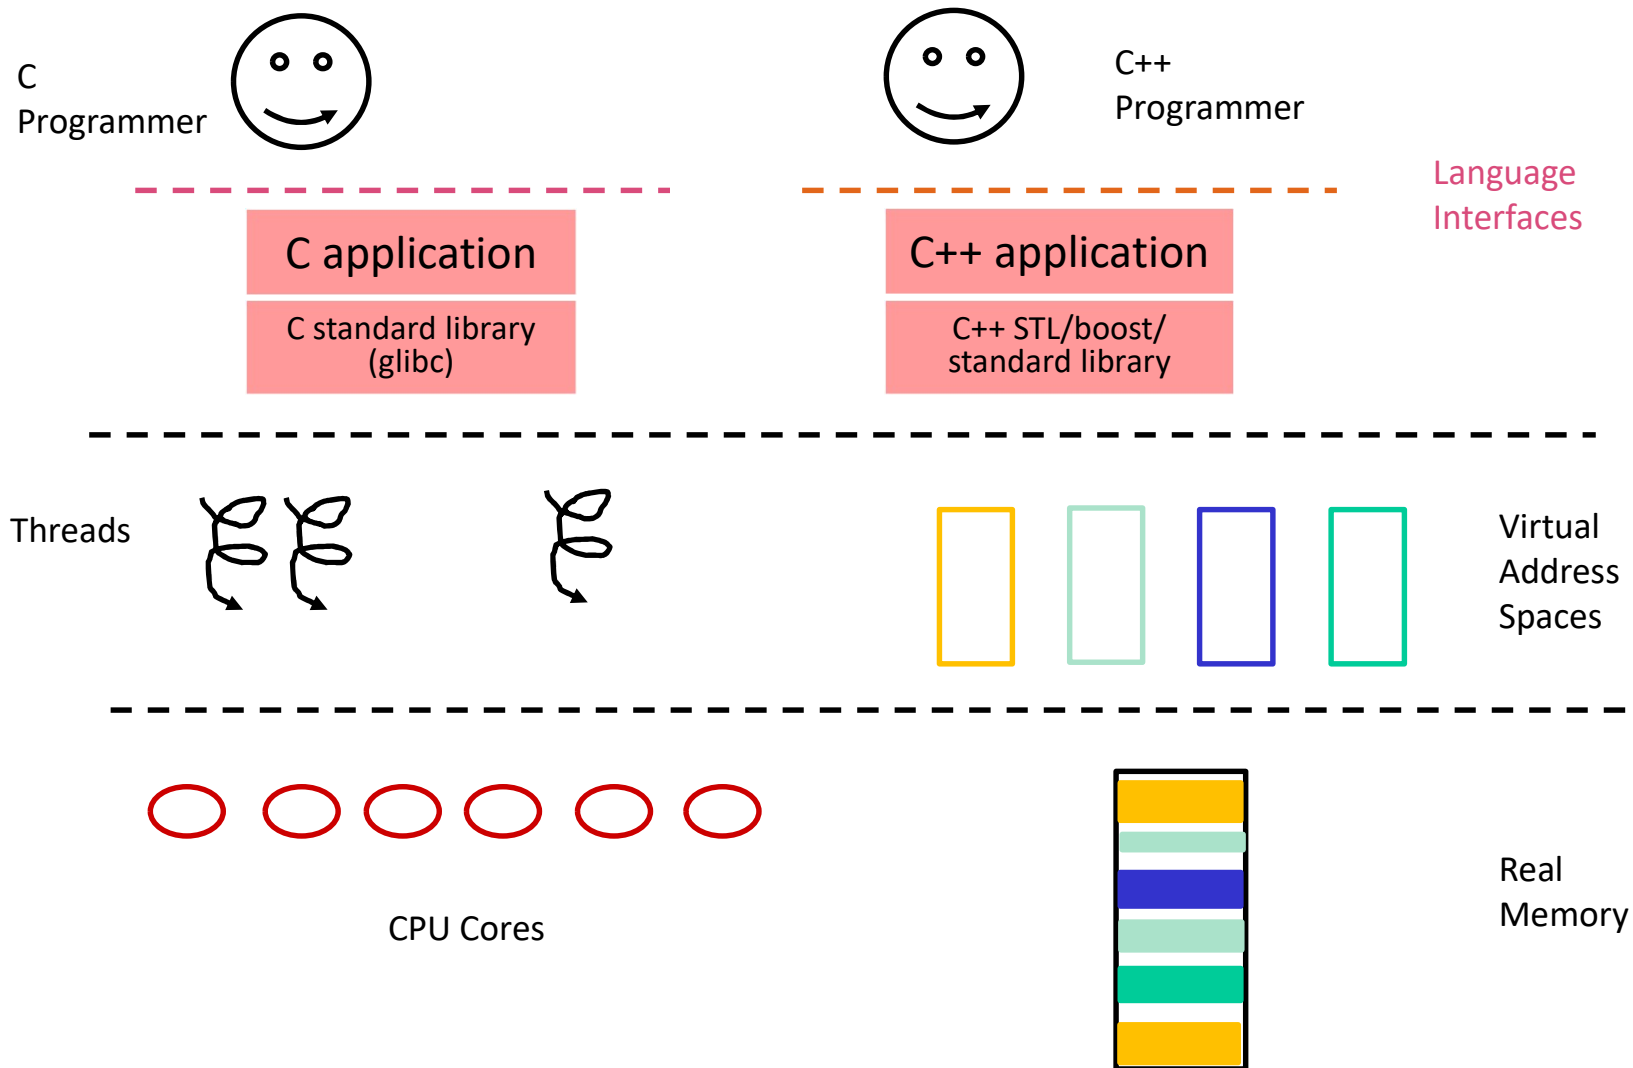 C
Programmer
C++
Programmer
Language
Interfaces
C application
C++ application
C standard library
(glibc)
C++ STL/boost/
standard library
Threads
Virtual
Address
Spaces
CPU Cores
Real
Memory